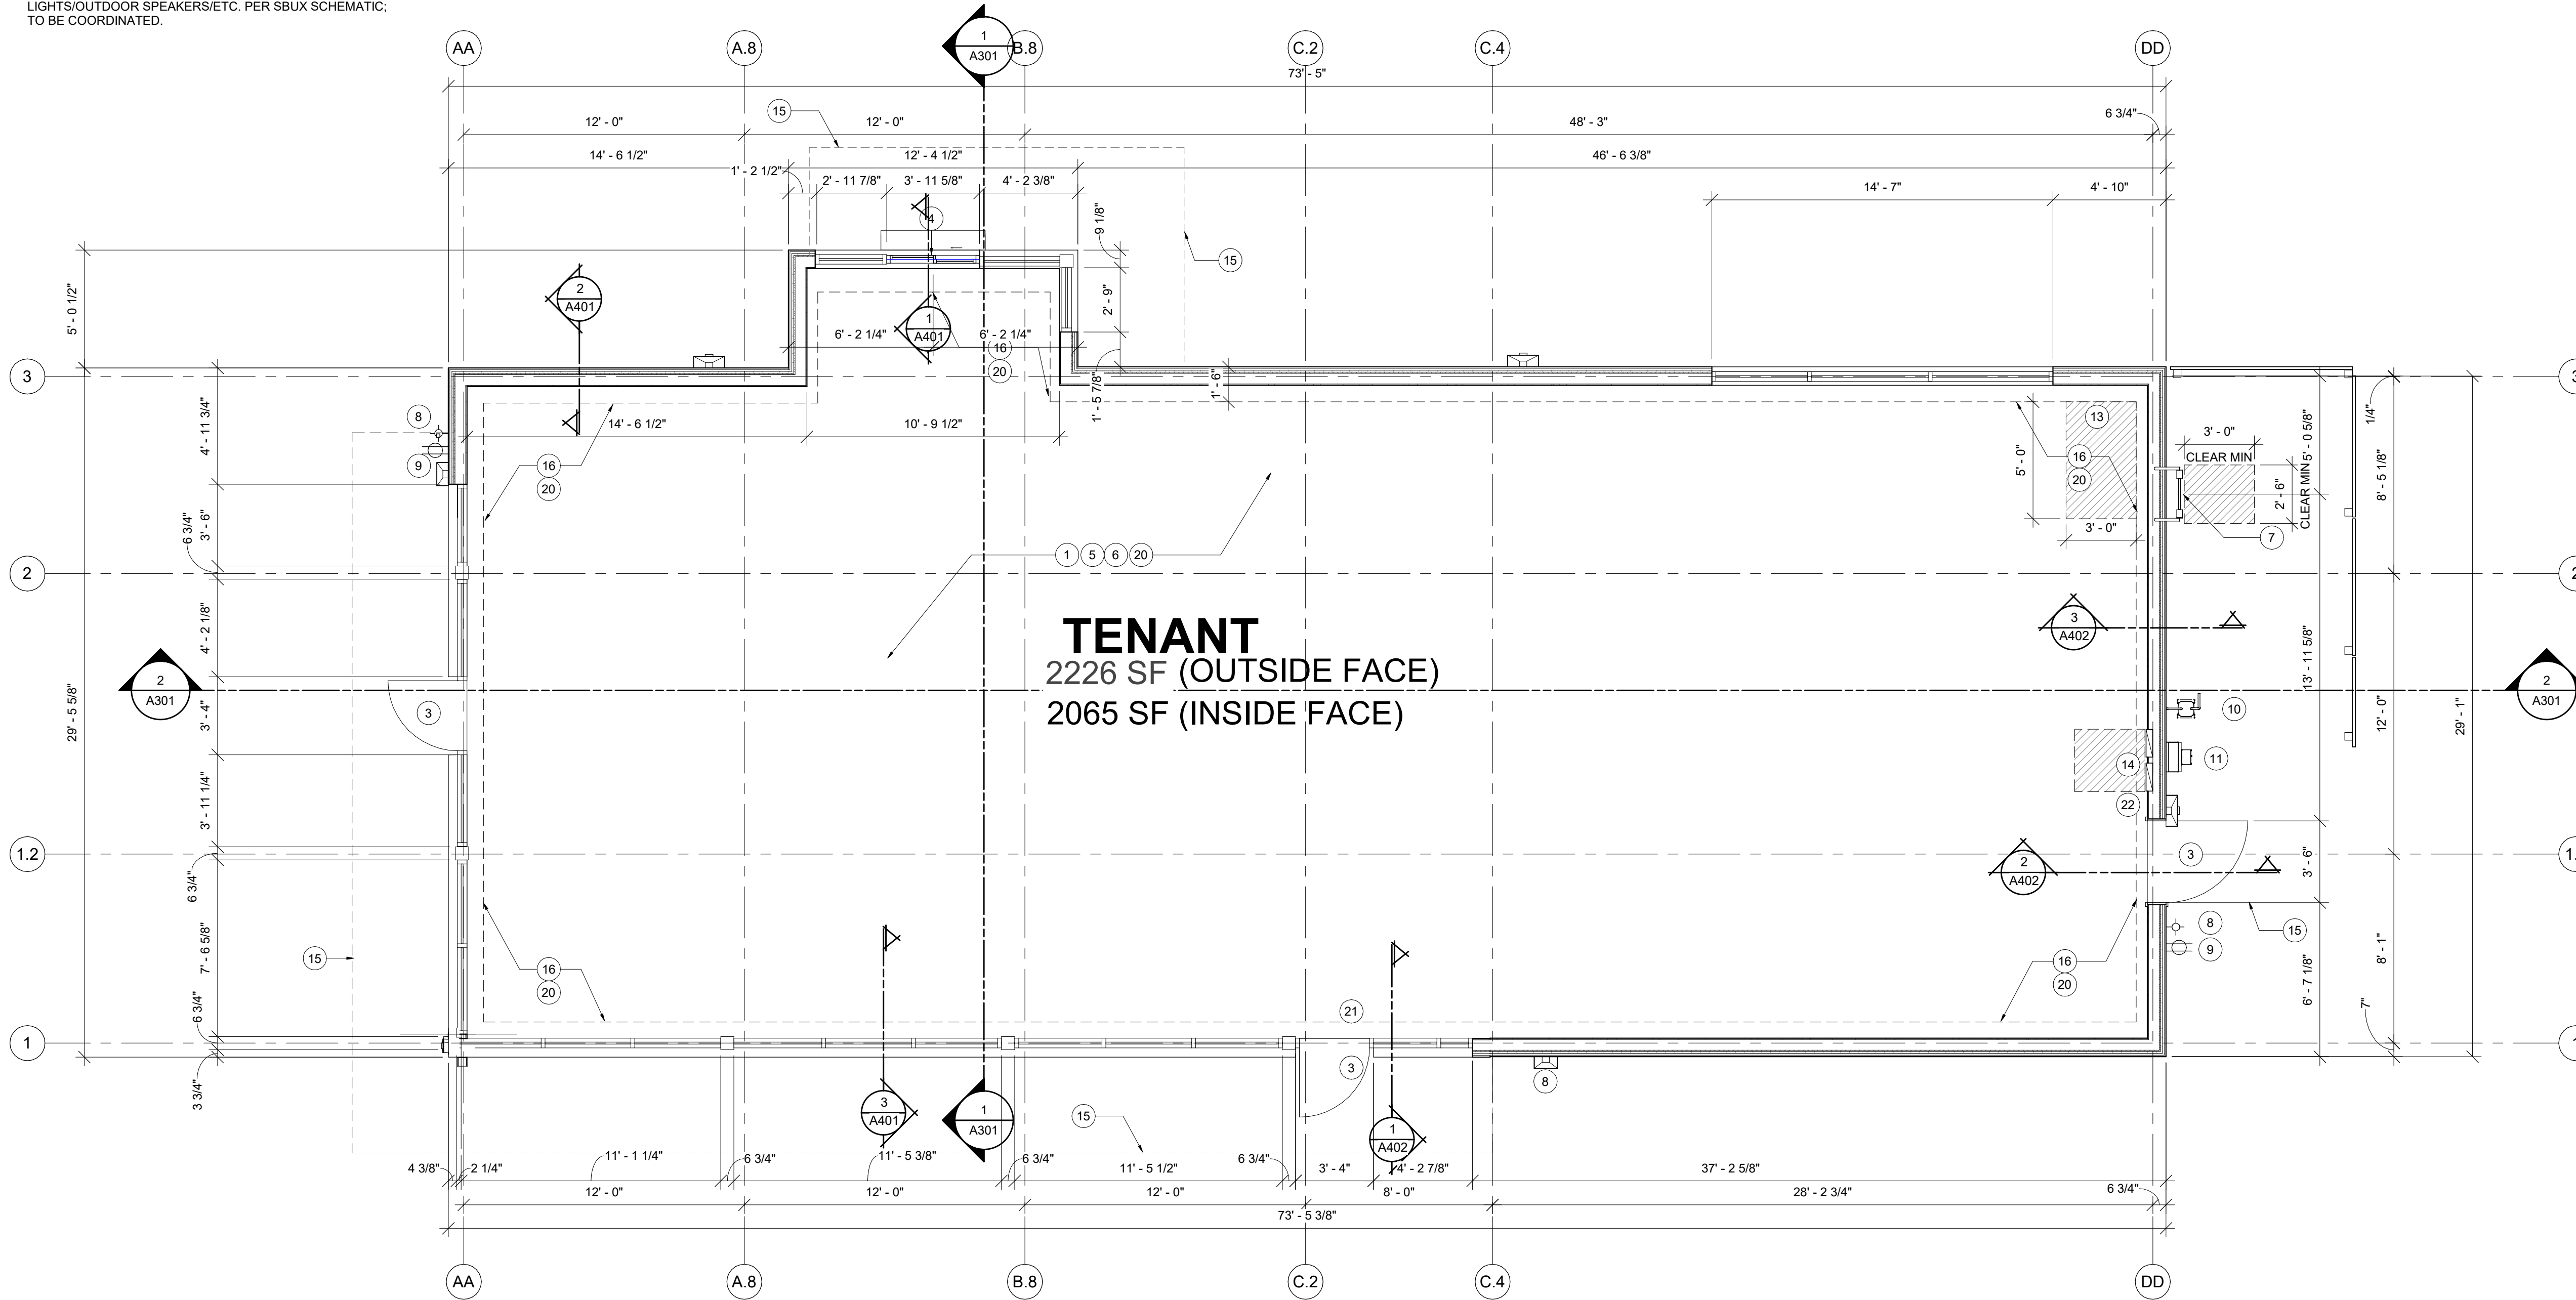 LIGHTS/OUTDOOR SPEAKERS/ETC. PER SBUX SCHEMATIC;
TO BE COORDINATED.
AA
A.8
1
A301
B.8
C.2
C.4
DD
73' - 5"
15
12' - 0"
12' - 0"
48' - 3"
6 3/4"
14' - 6 1/2"
12' - 4 1/2"
46' - 6 3/8"
1' - 2 1/2"
2' - 11 7/8"
3' - 11 5/8"
4' - 2 3/8"
14' - 7"
4' - 10"
4
9 1/8"
15
2' - 9"
5' - 0 1/2"
2
A401
1
A401
6' - 2 1/4"
6' - 2 1/4"
16
20
1' - 5 7/8"
1' - 6"
3
3
8
9
4' - 11 3/4"
14' - 6 1/2"
10' - 9 1/2"
16
20
13
5' - 0"
16
20
3' - 0"
3' - 0"
CLEAR MIN
2' - 6"
CLEAR MIN
5' - 0 5/8"
1/4"
8' - 5 1/8"
7
6 3/4"
3' - 6"
1 5 6 20
2
2
4' - 2 1/8"
TENANT
2226 SF (OUTSIDE FACE)
2065 SF (INSIDE FACE)
3
A402
13' - 11 5/8"
12' - 0"
29' - 1"
2
A301
2
A301
29' - 5 5/8"
3' - 4"
3
10
11
14
22
3' - 11 1/4"
1.2
1.
6 3/4"
3
3' - 6"
2
A402
7' - 6 5/8"
15
16
20
16
20
8
9
15
6' - 7 1/8"
8' - 1"
7"
6 3/4"
21
1
1
3 3/4"
3
8
3
A401
1
A301
15
1
A402
4 3/8"
2 1/4"
11' - 1 1/4"
6 3/4"
11' - 5 3/8"
6 3/4"
11' - 5 1/2"
6 3/4"
3' - 4"
4' - 2 7/8"
37' - 2 5/8"
12' - 0"
12' - 0"
12' - 0"
8' - 0"
28' - 2 3/4"
6 3/4"
73' - 5 3/8"
AA
A.8
B.8
C.2
C.4
DD